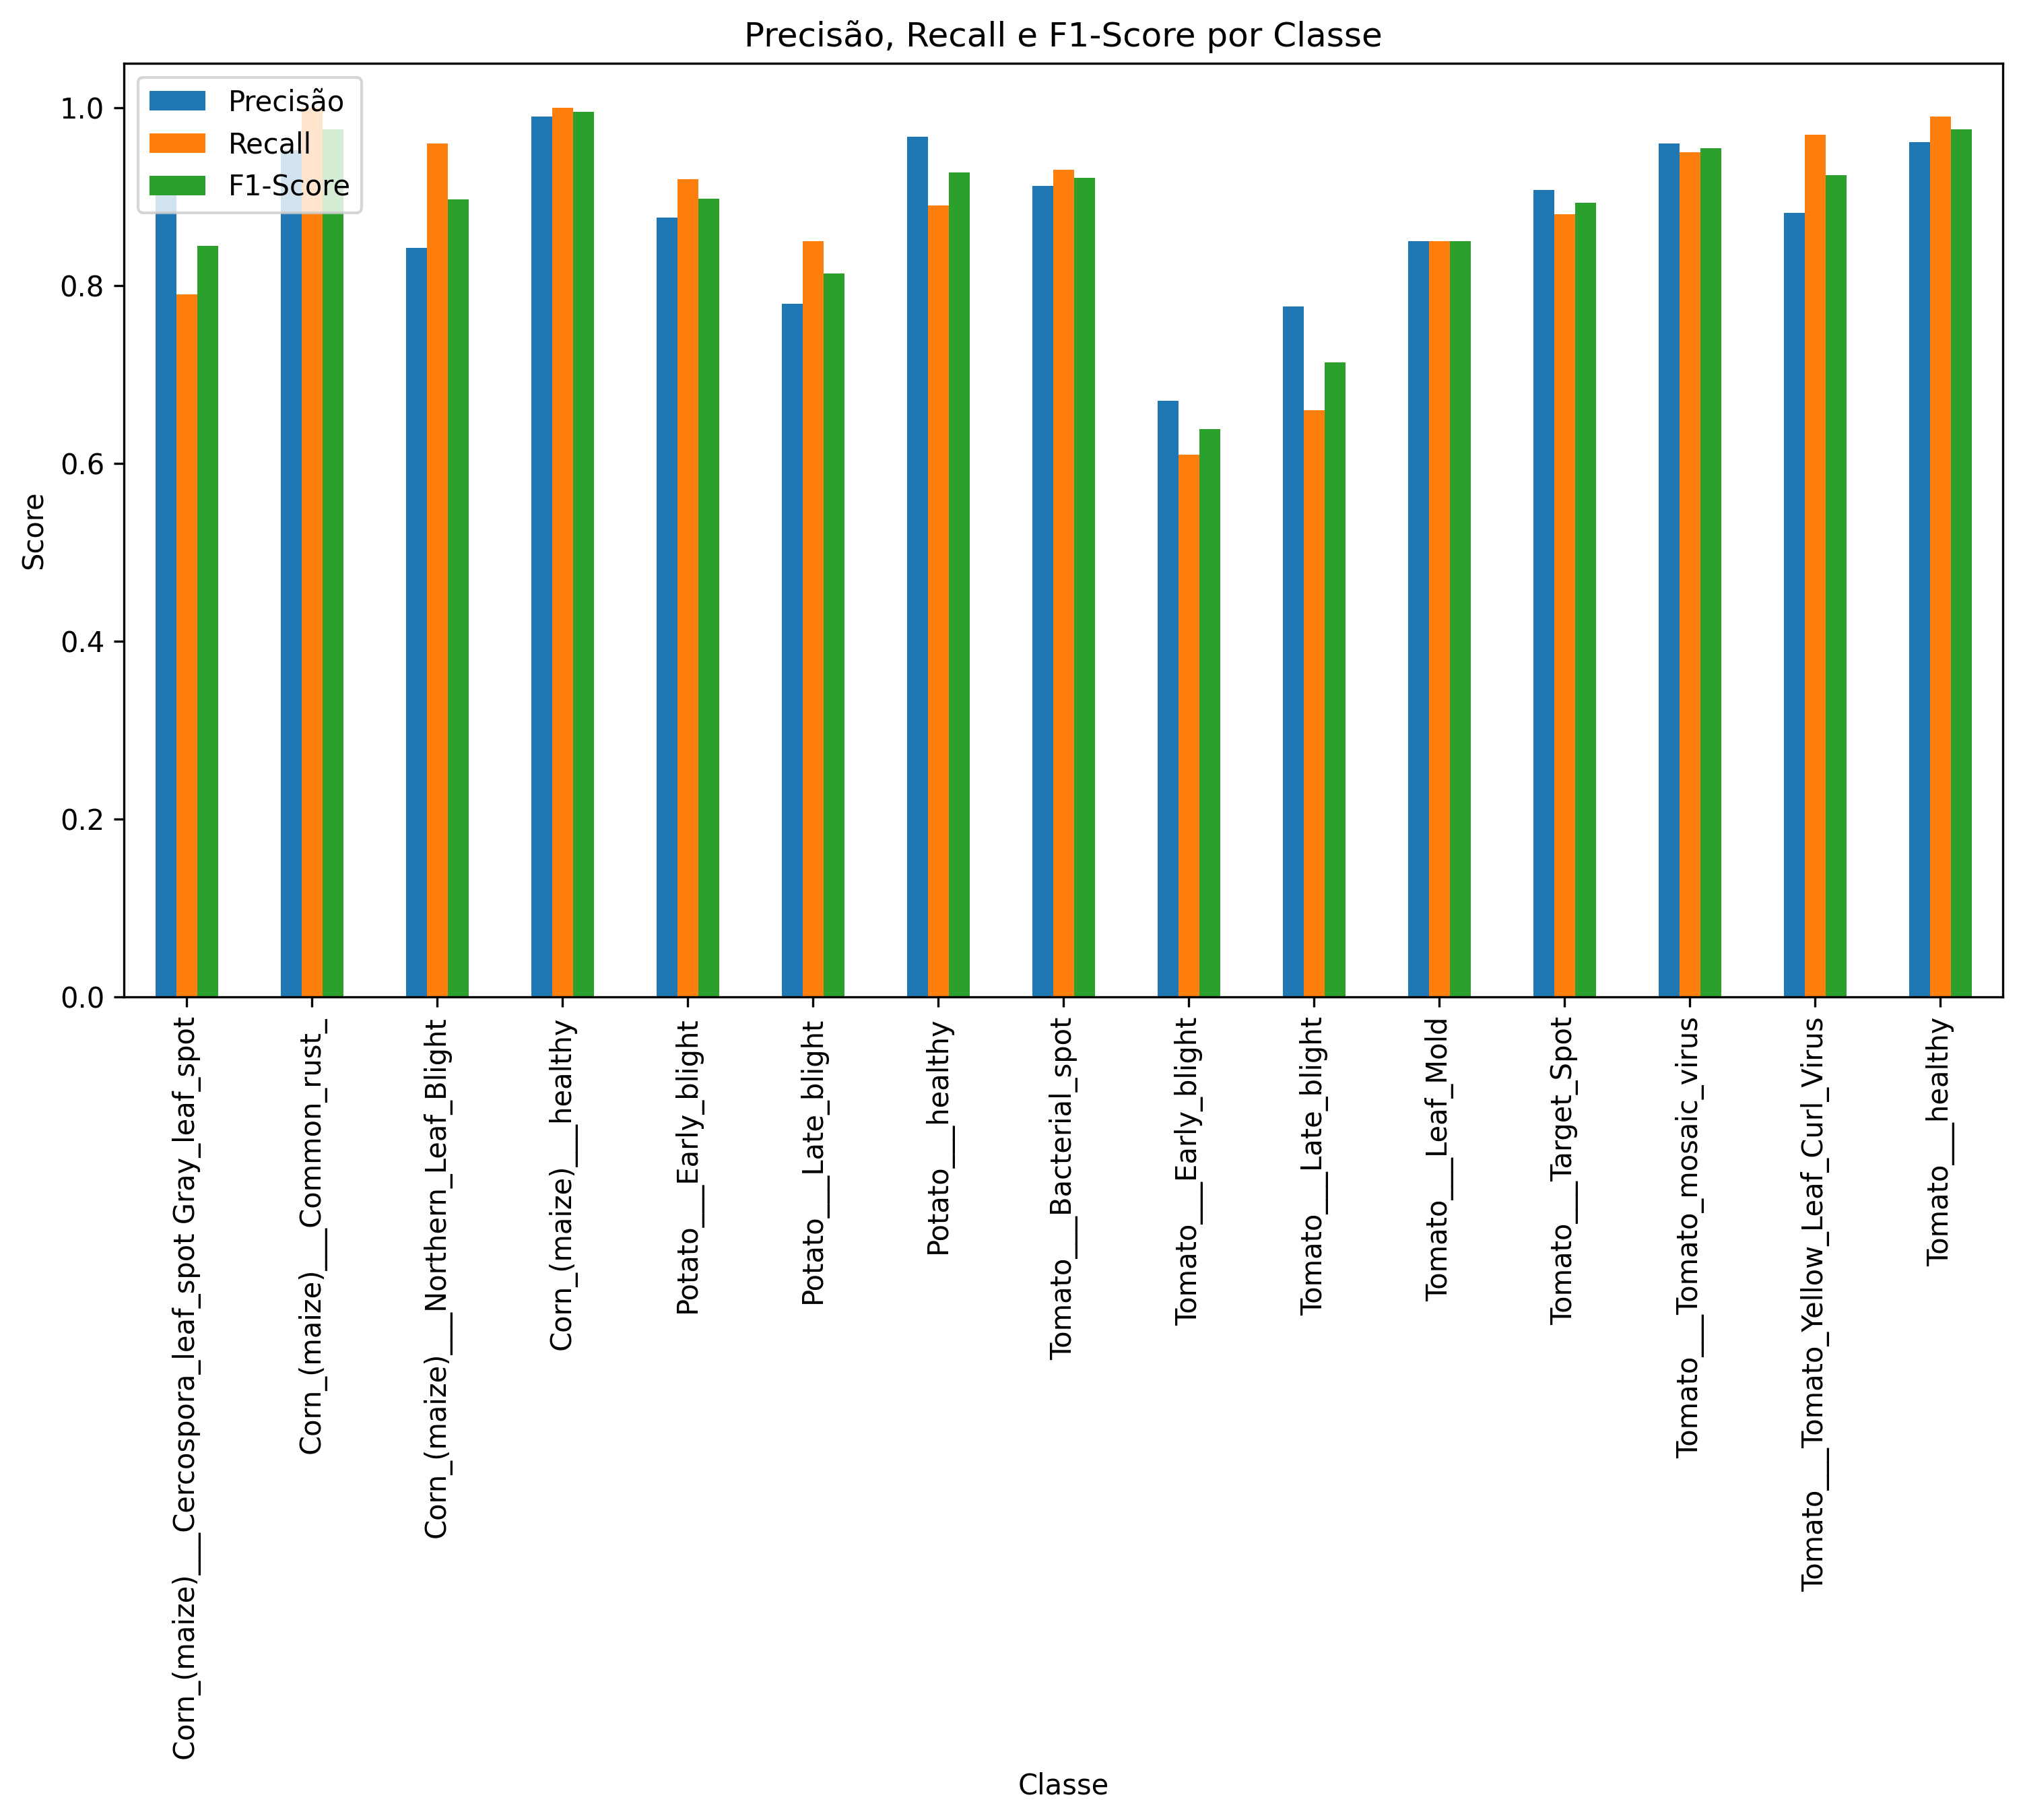 Precisão, Recall e F1-Score por Classe
Precisão
Recall
F1-Score
Score
1.0
0.8
0.6
0.4
0.2
0.0
Corn_(maize)___Cercospora_leaf_spot Gray_leaf_spot
Corn_(maize)___Common_rust_
Corn_(maize)___Northern_Leaf_Blight
Corn_(maize)___healthy
Potato___Early_blight
Potato___Late_blight
Potato___healthy
Tomato___Bacterial_spot
Tomato___Early_blight
Tomato___Late_blight
Tomato___Leaf_Mold
Tomato___Target_Spot
Tomato___Tomato_mosaic_virus
Tomato___Tomato_Yellow_Leaf_Curl_Virus
Tomato___healthy
Classe